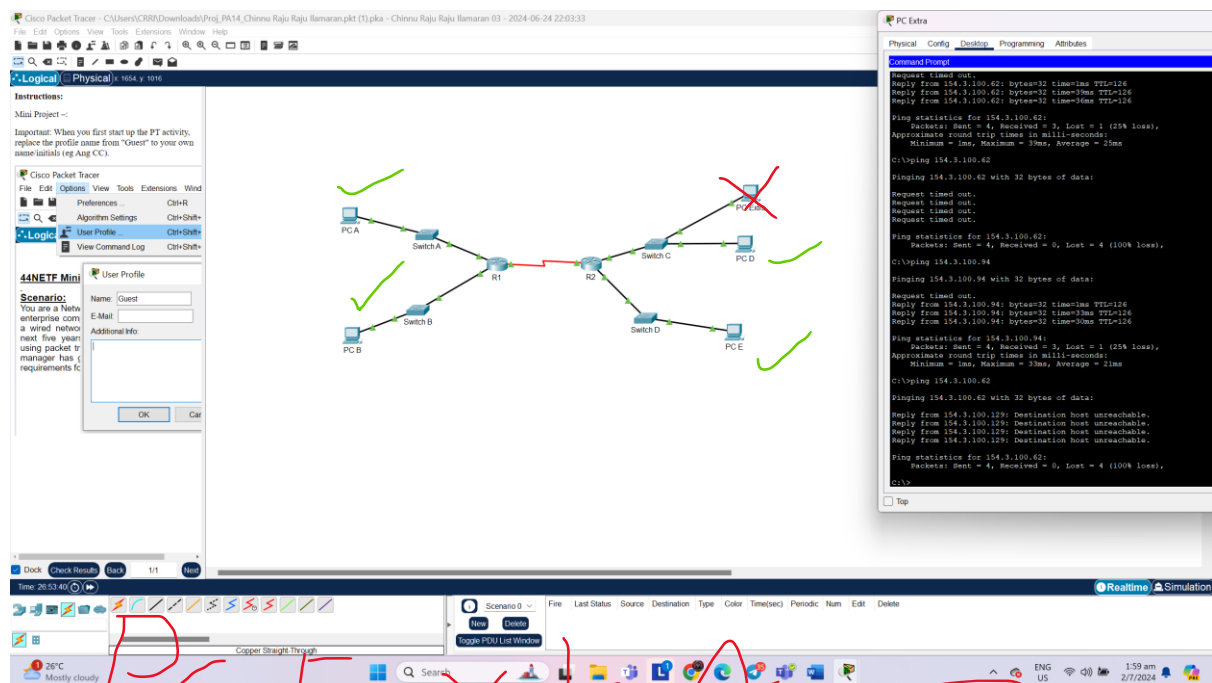 Cisco Packet Tracer - C:\Users\CRRI\Downloads\Proj_PA14_Chinnu Raju Raju Ilamaran.pkt (1).pka - Chinnu Raju Raju Ilamaran 03 - 2024-06-24 22:03:33
File Edit Options View Tools Extensions Window Help
Logical Physical x: 1654, y: 1016
Instructions:
Mini Project –:
Important: When you first start up the PT activity,
replace the profile name from "Guest" to your own
name/initials (eg Ang CC).
Cisco Packet Tracer
File Edit Options View Tools Extensions Wind
Preferences ... Ctrl+R
Algorithm Settings Ctrl+Shift+
User Profile ... Ctrl+Shift+
View Command Log Ctrl+Shift+
Logic
44NETF Mini
User Profile
Scenario:
Name: Guest
E-Mail:
Additional Info:
You are a Netw
enterprise com
a wired netwo
next five years
using packet tr
manager has g
requirements fo
OK Can
PC A
Switch A
R1
Switch B
PC B
R2
PC Extra
Switch C
PC D
Switch D
PC E
PC Extra
Physical Config Desktop Programming Attributes
Command Prompt
Request timed out.
Reply from 154.3.100.62: bytes=32 time=1ms TTL=126
Reply from 154.3.100.62: bytes=32 time=39ms TTL=126
Reply from 154.3.100.62: bytes=32 time=36ms TTL=126
Ping statistics for 154.3.100.62:
Packets: Sent = 4, Received = 3, Lost = 1 (25% loss),
Approximate round trip times in milli-seconds:
Minimum = 1ms, Maximum = 39ms, Average = 25ms
C:\>ping 154.3.100.62
Pinging 154.3.100.62 with 32 bytes of data:
Request timed out.
Request timed out.
Request timed out.
Request timed out.
Ping statistics for 154.3.100.62:
Packets: Sent = 4, Received = 0, Lost = 4 (100% loss),
C:\>ping 154.3.100.94
Pinging 154.3.100.94 with 32 bytes of data:
Request timed out.
Reply from 154.3.100.94: bytes=32 time=1ms TTL=126
Reply from 154.3.100.94: bytes=32 time=33ms TTL=126
Reply from 154.3.100.94: bytes=32 time=30ms TTL=126
Ping statistics for 154.3.100.94:
Packets: Sent = 4, Received = 3, Lost = 1 (25% loss),
Approximate round trip times in milli-seconds:
Minimum = 1ms, Maximum = 33ms, Average = 21ms
C:\>ping 154.3.100.62
Pinging 154.3.100.62 with 32 bytes of data:
Reply from 154.3.100.129: Destination host unreachable.
Reply from 154.3.100.129: Destination host unreachable.
Reply from 154.3.100.129: Destination host unreachable.
Reply from 154.3.100.129: Destination host unreachable.
Ping statistics for 154.3.100.62:
Packets: Sent = 4, Received = 0, Lost = 4 (100% loss),
C:\>
Top
Dock Check Results Back 1/1 Next
Time: 26:53:40
Realtime Simulation
Scenario 0
New Delete
Toggle PDU List Window
Fire Last Status Source Destination Type Color Time(sec) Periodic Num Edit Delete
Copper Straight-Through
26°C
Mostly cloudy
Search
ENG
US
1:59 am
2/7/2024